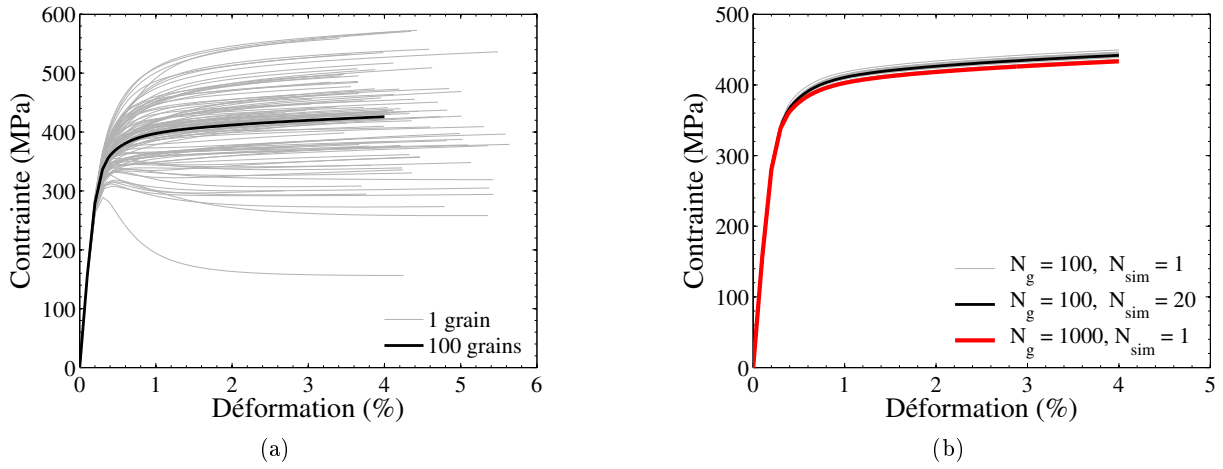 600
500
400
300
200
100
0
Contrainte (MPa)
0 1 2 3 4 5 6
Déformation (%)
1 grain
100 grains
(a)
500
400
300
200
100
0
Contrainte (MPa)
0 1 2 3 4 5
Déformation (%)
N_g = 100, N_sim = 1
N_g = 100, N_sim = 20
N_g = 1000, N_sim = 1
(b)